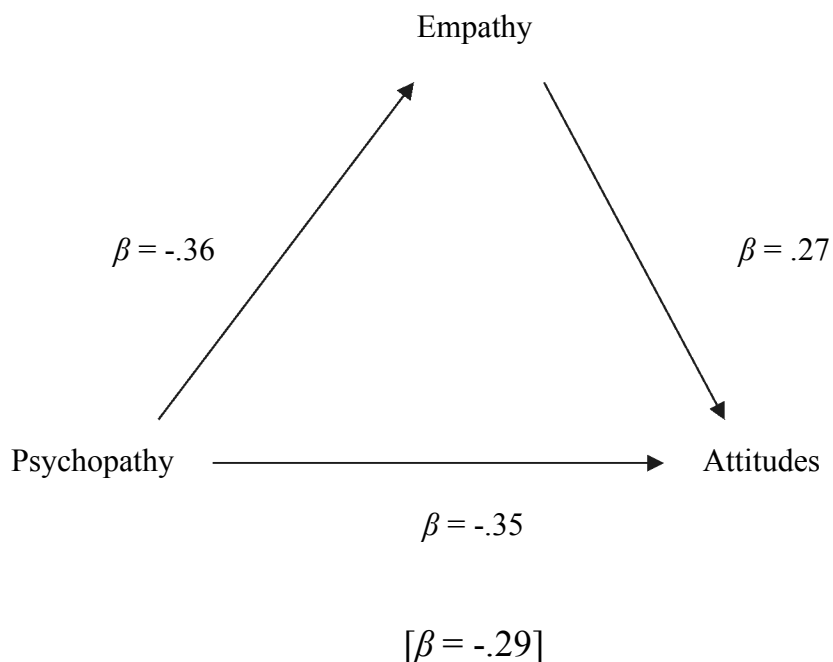 Empathy
β = -.36
β = .27
Psychopathy
Attitudes
β = -.35
[β = -.29]